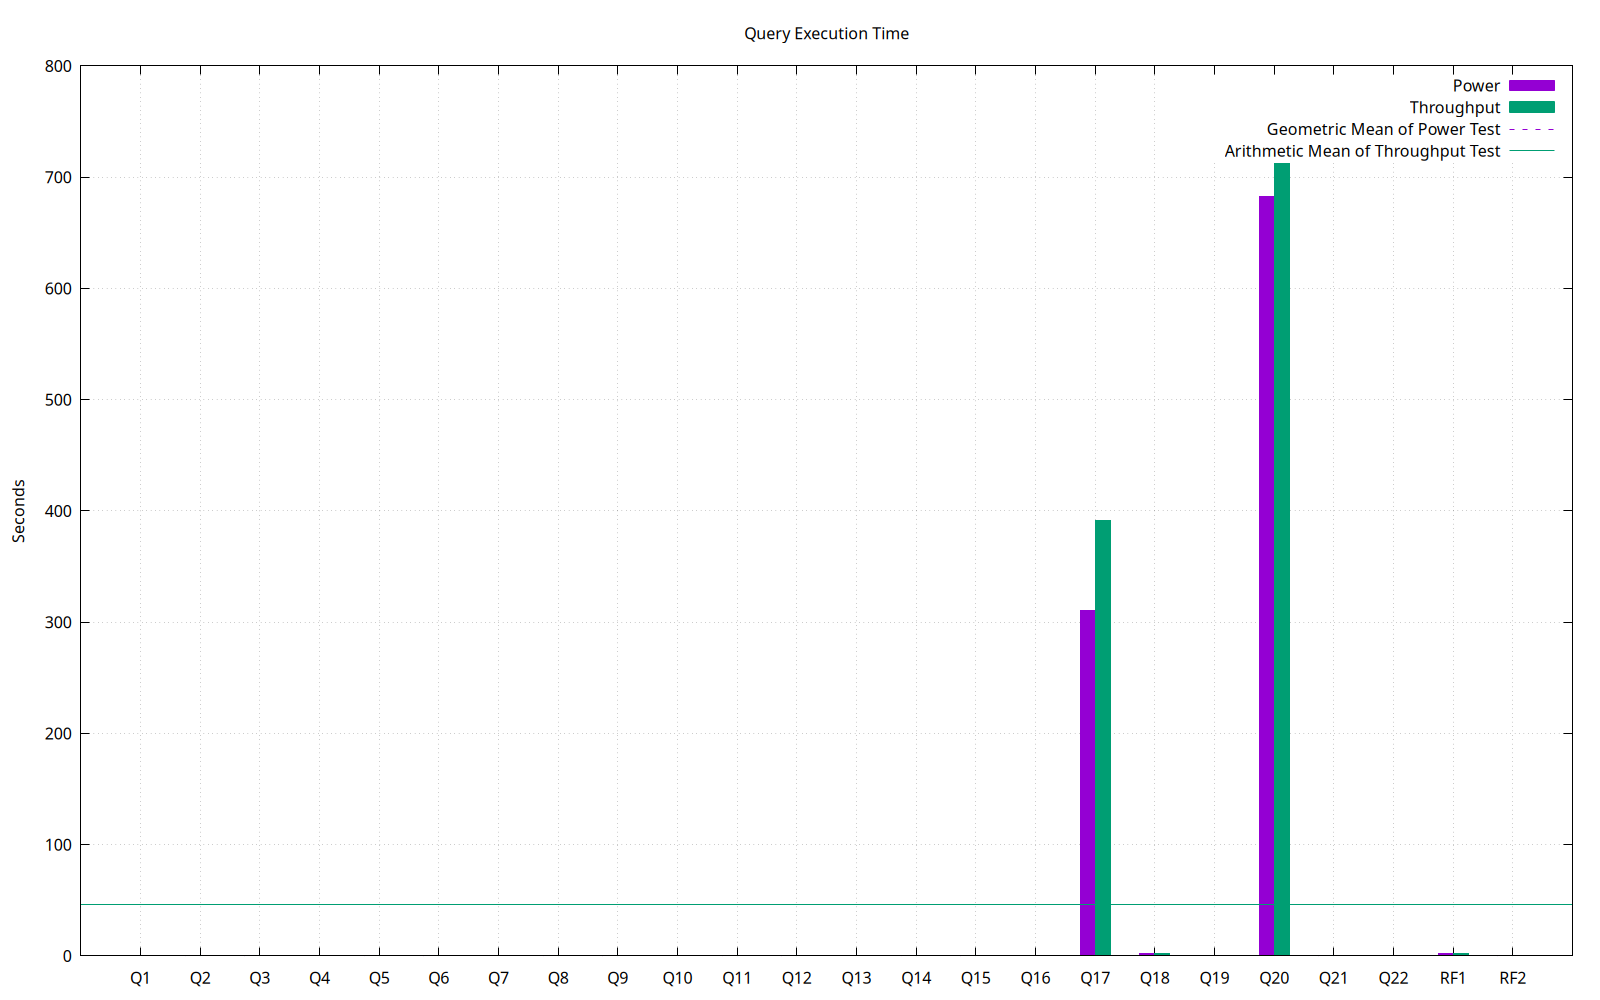 Query Execution Time
800
700
600
500
400
300
200
100
0
Seconds
Power
Throughput
Geometric Mean of Power Test
Arithmetic Mean of Throughput Test
Q1 Q2 Q3 Q4 Q5 Q6 Q7 Q8 Q9 Q10 Q11 Q12 Q13 Q14 Q15 Q16 Q17 Q18 Q19 Q20 Q21 Q22 RF1 RF2